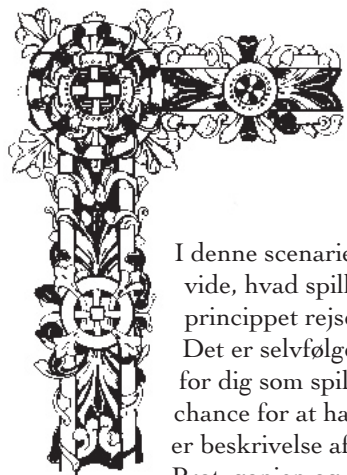 I denne scenarie
vide, hvad spill
princippet rejse
Det er selvfølge
for dig som spil
chance for at ha
er beskrivelse af